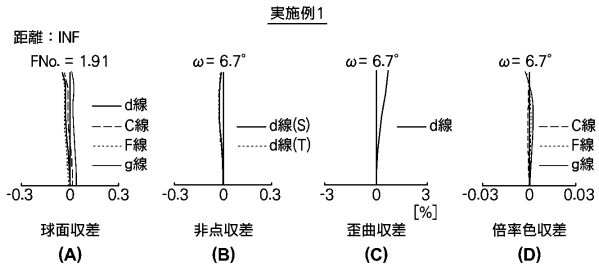 実施例1
距離：INF
FNo. = 1.91
ω= 6.7°
ω= 6.7°
ω= 6.7°
d線
C線
F線
g線
d線(S)
d線(T)
d線
C線
F線
g線
-0.3 0 0.3
-0.3 0 0.3
-3 0 3
[%]
-0.03 0 0.03
球面収差
非点収差
歪曲収差
倍率色収差
(A)
(B)
(C)
(D)